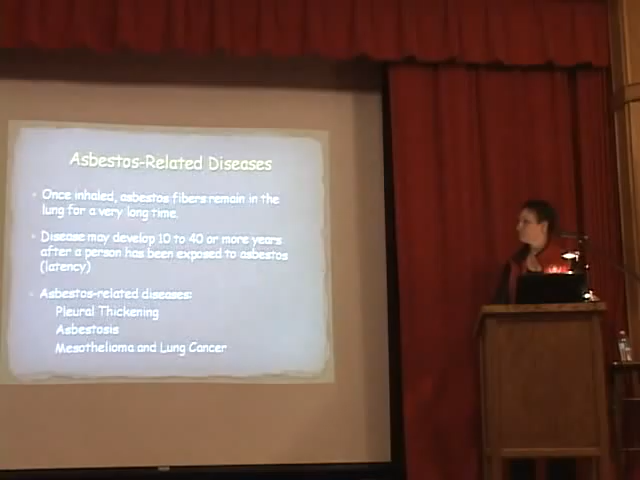 Asbestos-Related Diseases
Once inhaled, asbestos fibers remain in the
lung for a very long time.
Disease may develop 10 to 40 or more years
after a person has been exposed to asbestos
(latency)
Asbestos-related diseases:
Pleural Thickening
Asbestosis
Mesothelioma and Lung Cancer